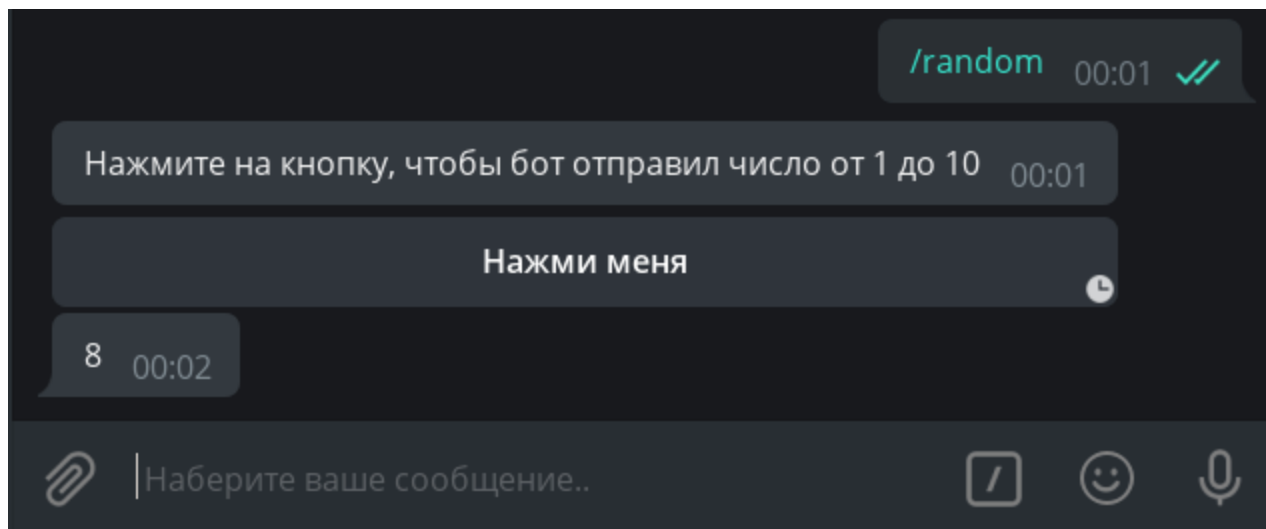 /random 00:01
Нажмите на кнопку, чтобы бот отправил число от 1 до 10 00:01
Нажми меня
8 00:02
Наберите ваше сообщение..